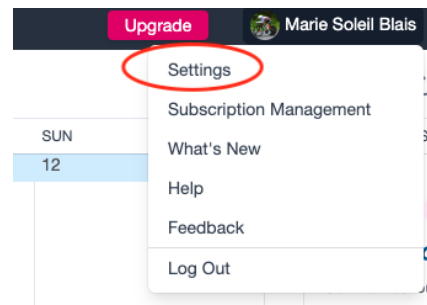 Upgrade
Marie Soleil Blais
Settings
Subscription Management
SUN
What's New
12
Help
Feedback
Log Out